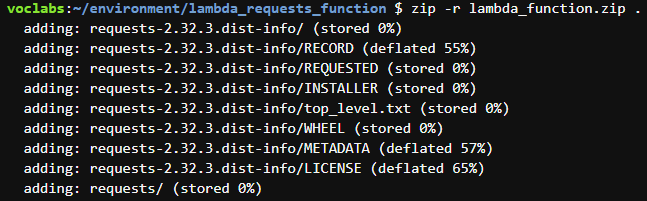 voclabs:~/environment/lambda_requests_function $ zip -r lambda_function.zip .
  adding: requests-2.32.3.dist-info/ (stored 0%)
  adding: requests-2.32.3.dist-info/RECORD (deflated 55%)
  adding: requests-2.32.3.dist-info/REQUESTED (stored 0%)
  adding: requests-2.32.3.dist-info/INSTALLER (stored 0%)
  adding: requests-2.32.3.dist-info/top_level.txt (stored 0%)
  adding: requests-2.32.3.dist-info/WHEEL (stored 0%)
  adding: requests-2.32.3.dist-info/METADATA (deflated 57%)
  adding: requests-2.32.3.dist-info/LICENSE (deflated 65%)
  adding: requests/ (stored 0%)